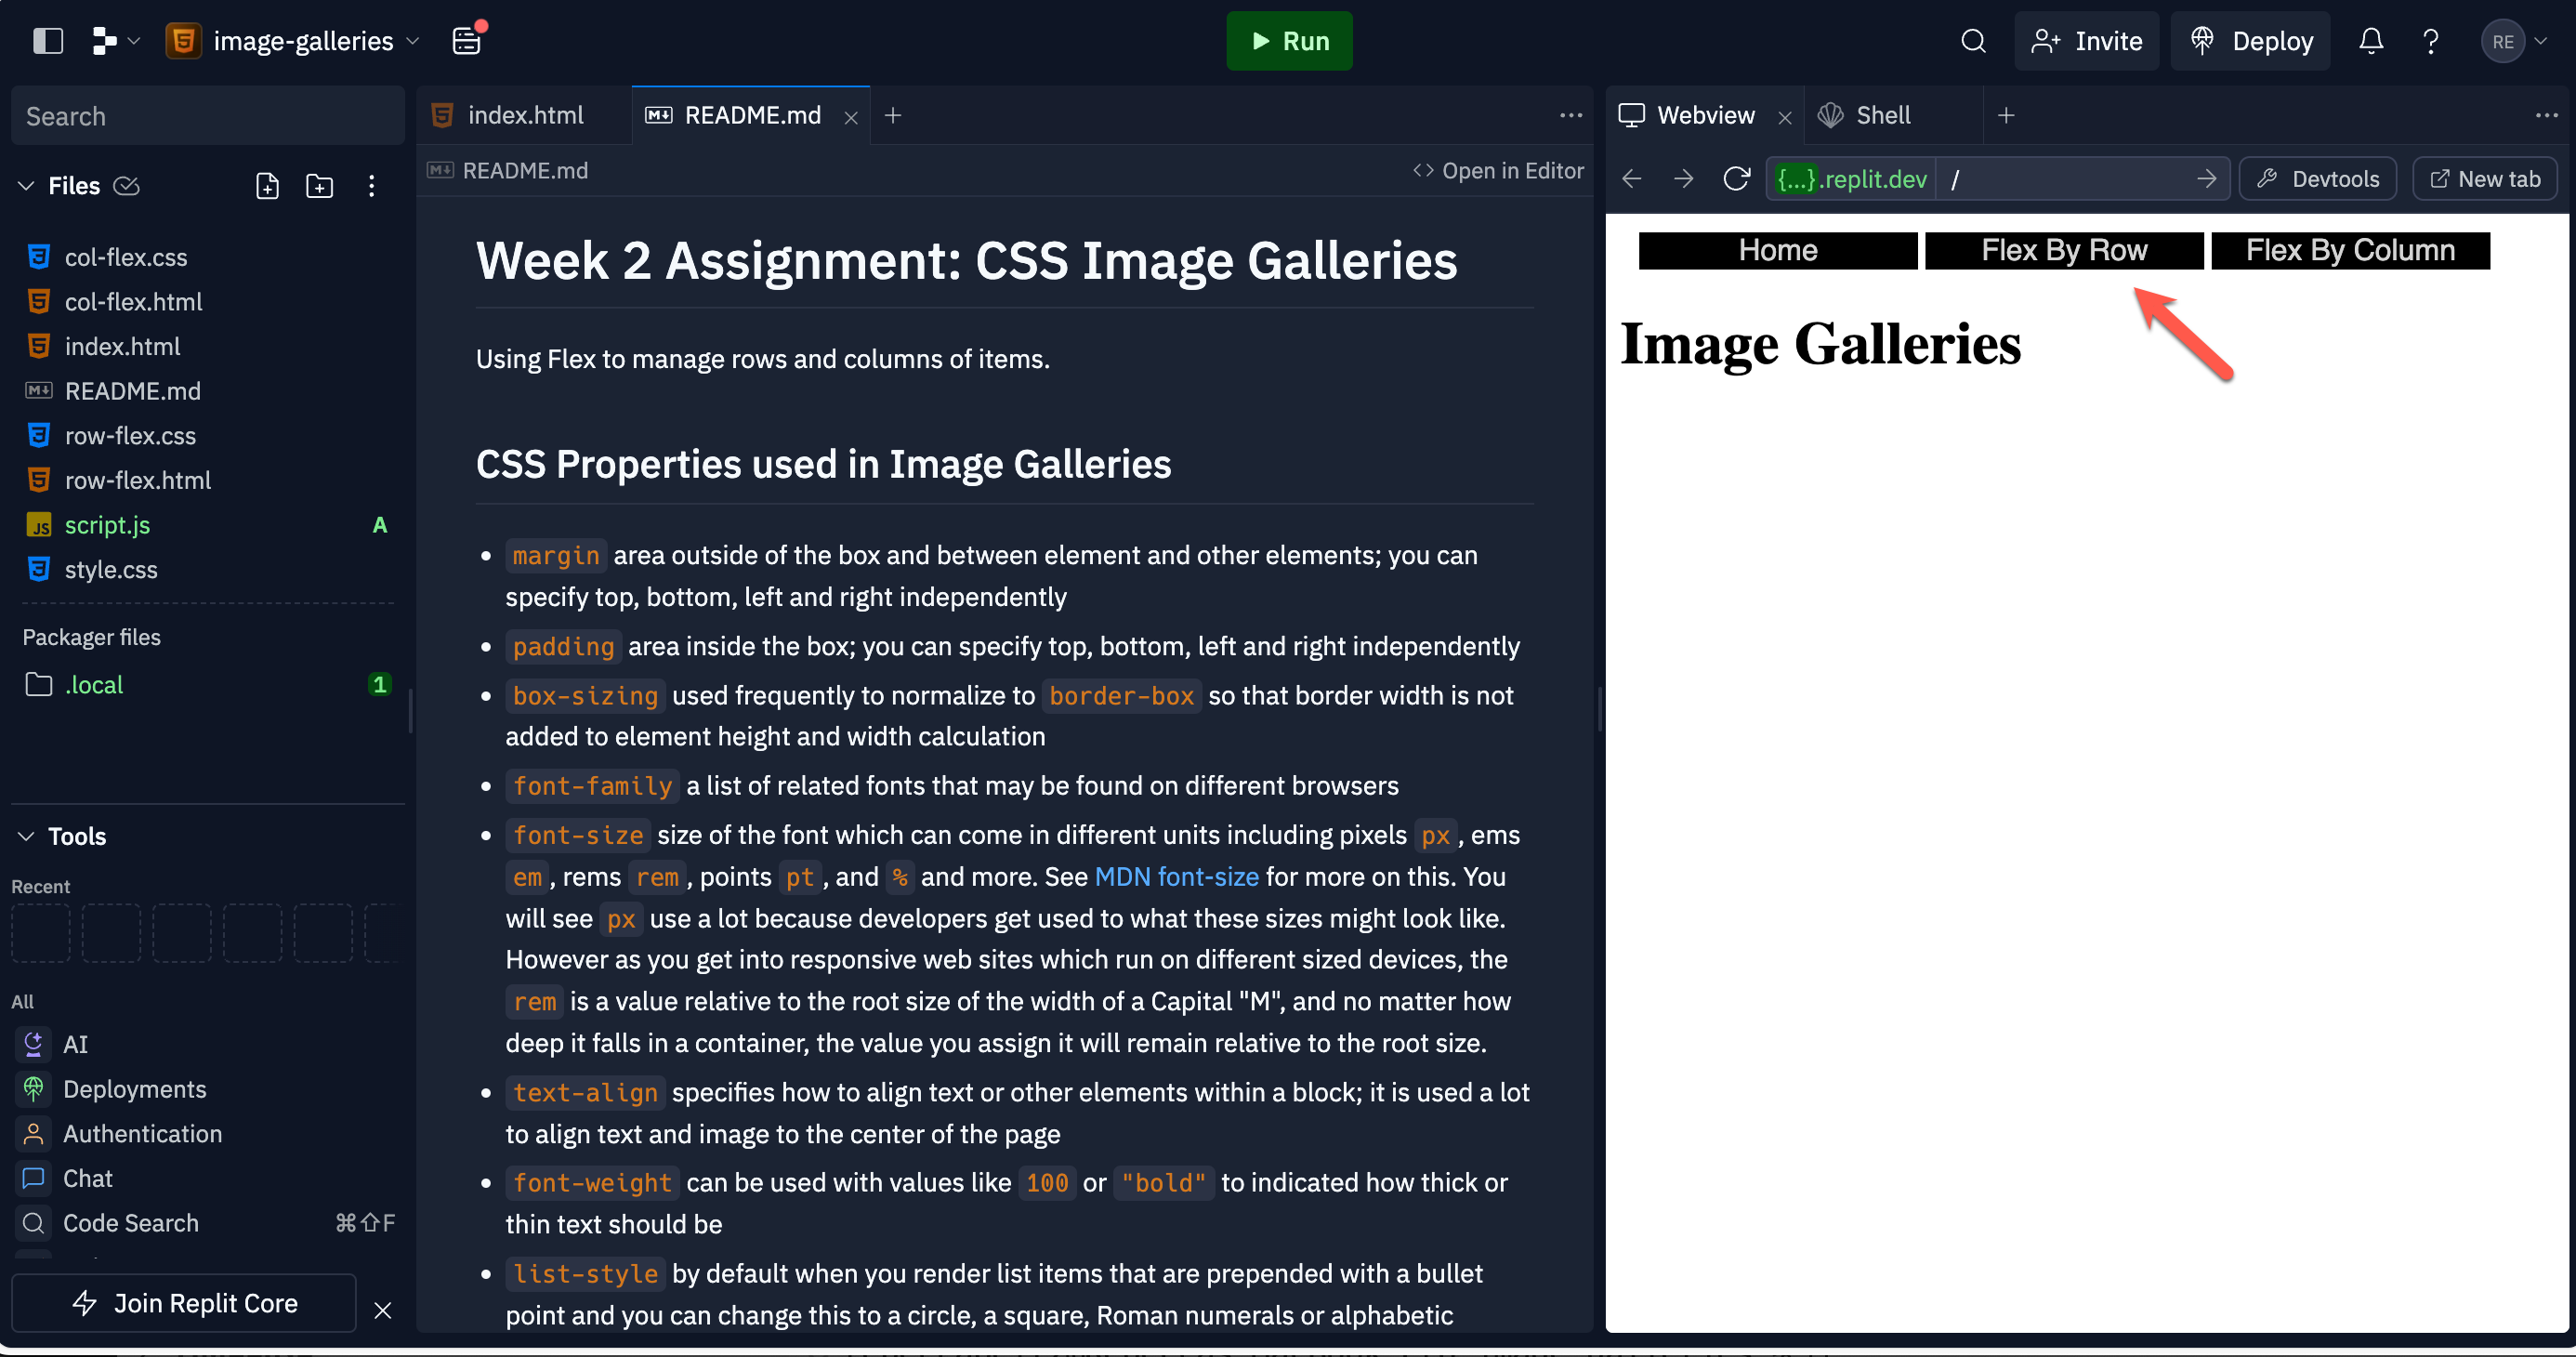 image-galleries
Run
Invite
Deploy
RE
Search
Files
col-flex.css
col-flex.html
index.html
README.md
row-flex.css
row-flex.html
script.js A
style.css
Packager files
.local 1
Tools
Recent
All
AI
Deployments
Authentication
Chat
Code Search ⌘⇧F
Join Replit Core
index.html
README.md
README.md
Open in Editor
Week 2 Assignment: CSS Image Galleries
Using Flex to manage rows and columns of items.
CSS Properties used in Image Galleries
• margin area outside of the box and between element and other elements; you can
specify top, bottom, left and right independently
• padding area inside the box; you can specify top, bottom, left and right independently
• box-sizing used frequently to normalize to border-box so that border width is not
added to element height and width calculation
• font-family a list of related fonts that may be found on different browsers
• font-size size of the font which can come in different units including pixels px, ems
em, rems rem, points pt, and % and more. See MDN font-size for more on this. You
will see px use a lot because developers get used to what these sizes might look like.
However as you get into responsive web sites which run on different sized devices, the
rem is a value relative to the root size of the width of a Capital "M", and no matter how
deep it falls in a container, the value you assign it will remain relative to the root size.
• text-align specifies how to align text or other elements within a block; it is used a lot
to align text and image to the center of the page
• font-weight can be used with values like 100 or "bold" to indicated how thick or
thin text should be
• list-style by default when you render list items that are prepended with a bullet
point and you can change this to a circle, a square, Roman numerals or alphabetic
Webview
Shell
{...}.replit.dev /
Devtools
New tab
Home
Flex By Row
Flex By Column
Image Galleries